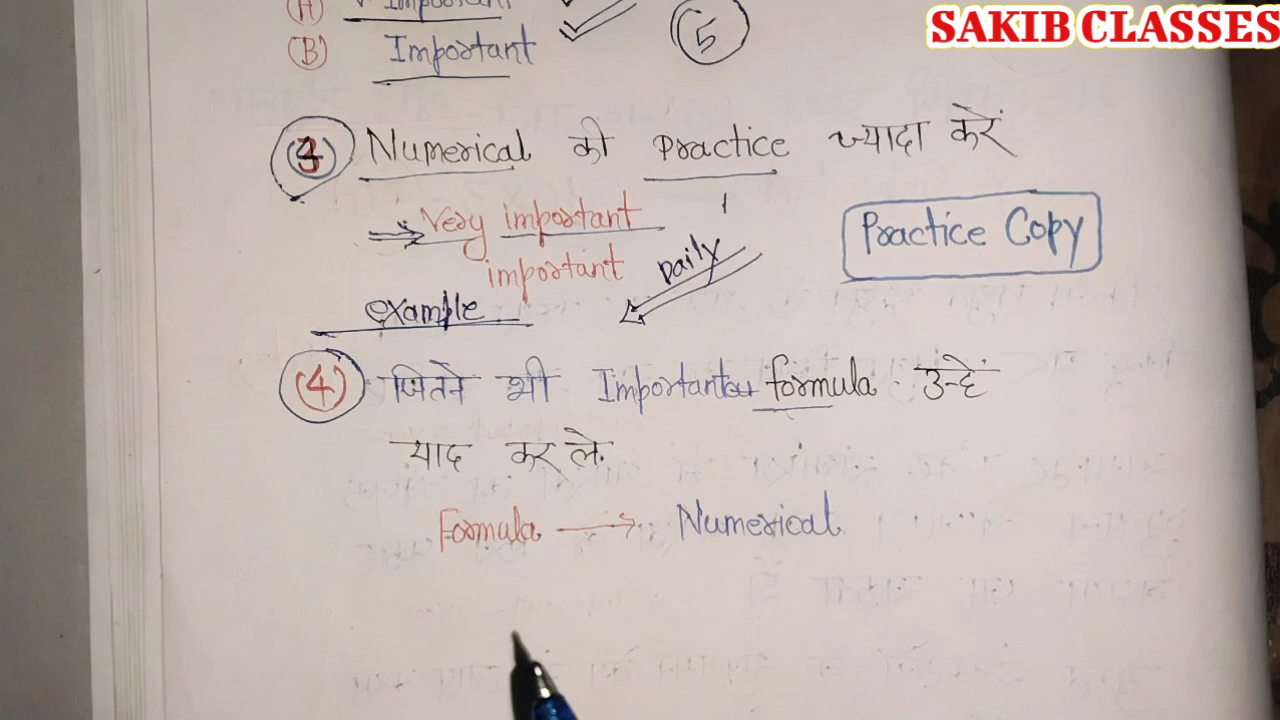 SAKIB CLASSES
(A) V. Important
(B) Important
5
(3) Numerical की Practice ज्यादा करें
⇒ Very important
important
Daily
Practice Copy
example
(4) जितने भी Important formula उन्हें
याद कर ले.
Formula → Numerical